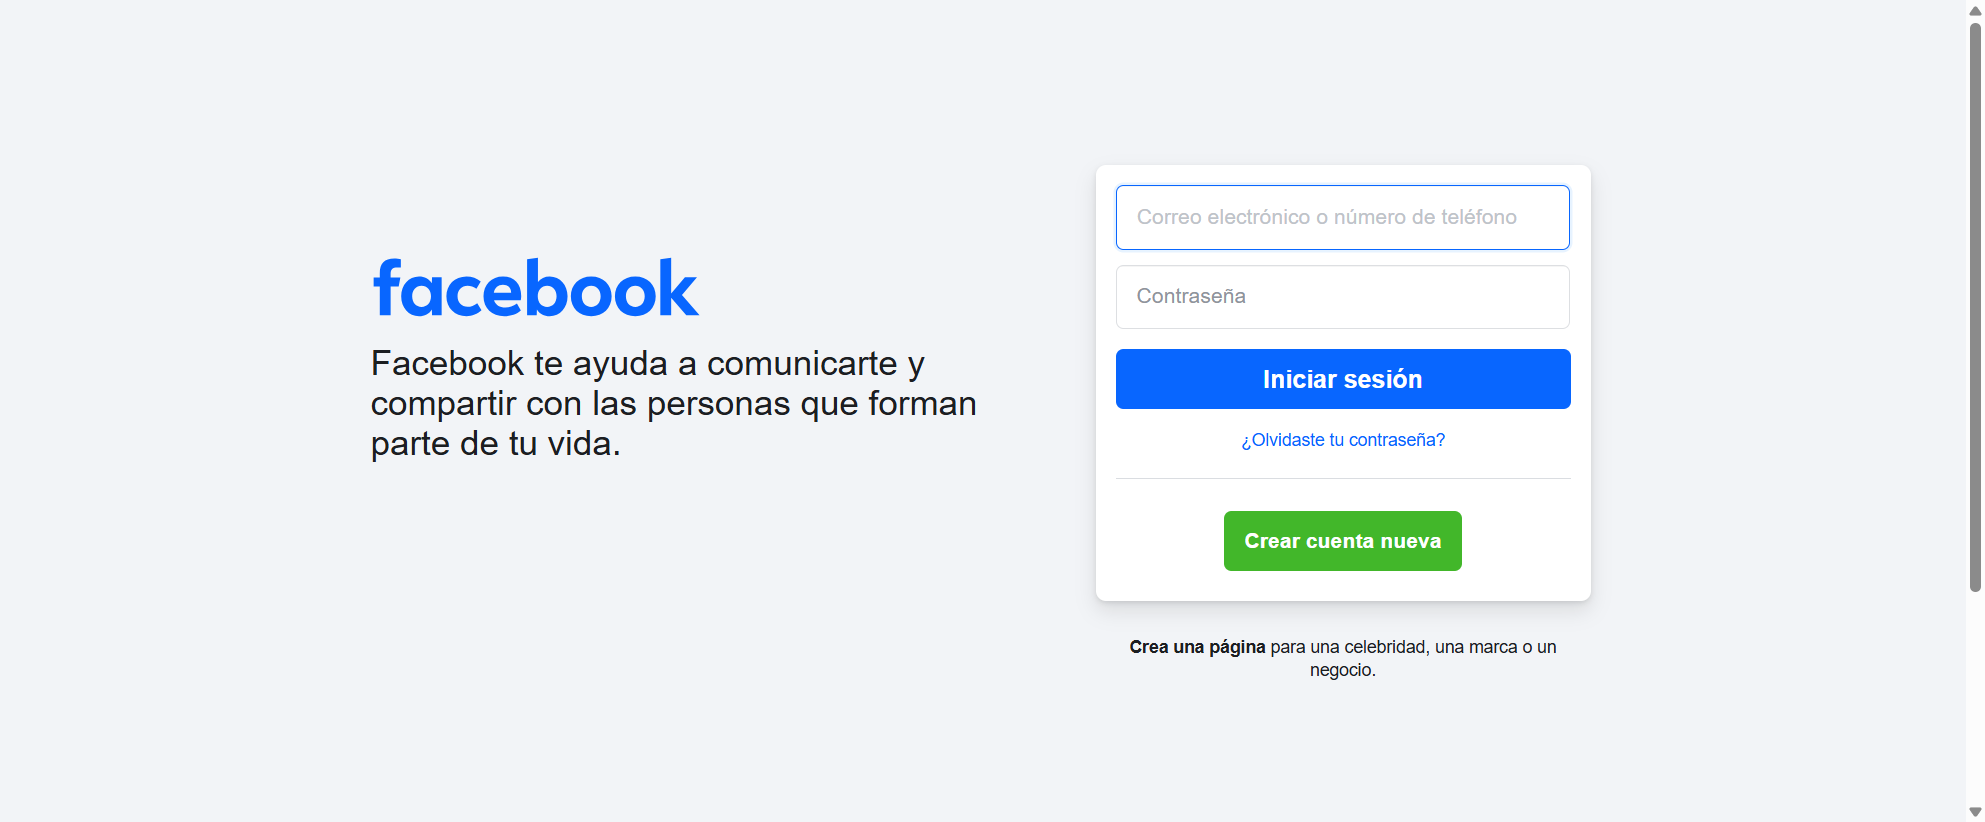 facebook
Facebook te ayuda a comunicarte y
compartir con las personas que forman
parte de tu vida.
Correo electrónico o número de teléfono
Contraseña
Iniciar sesión
¿Olvidaste tu contraseña?
Crear cuenta nueva
Crea una página para una celebridad, una marca o un
negocio.